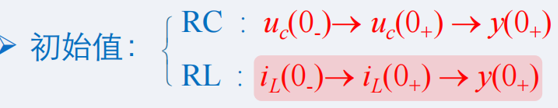 RC : u_c(0_-)→ u_c(0_+) → y(0_+)
初始值:
RL : i_L(0_-)→ i_L(0_+) → y(0_+)